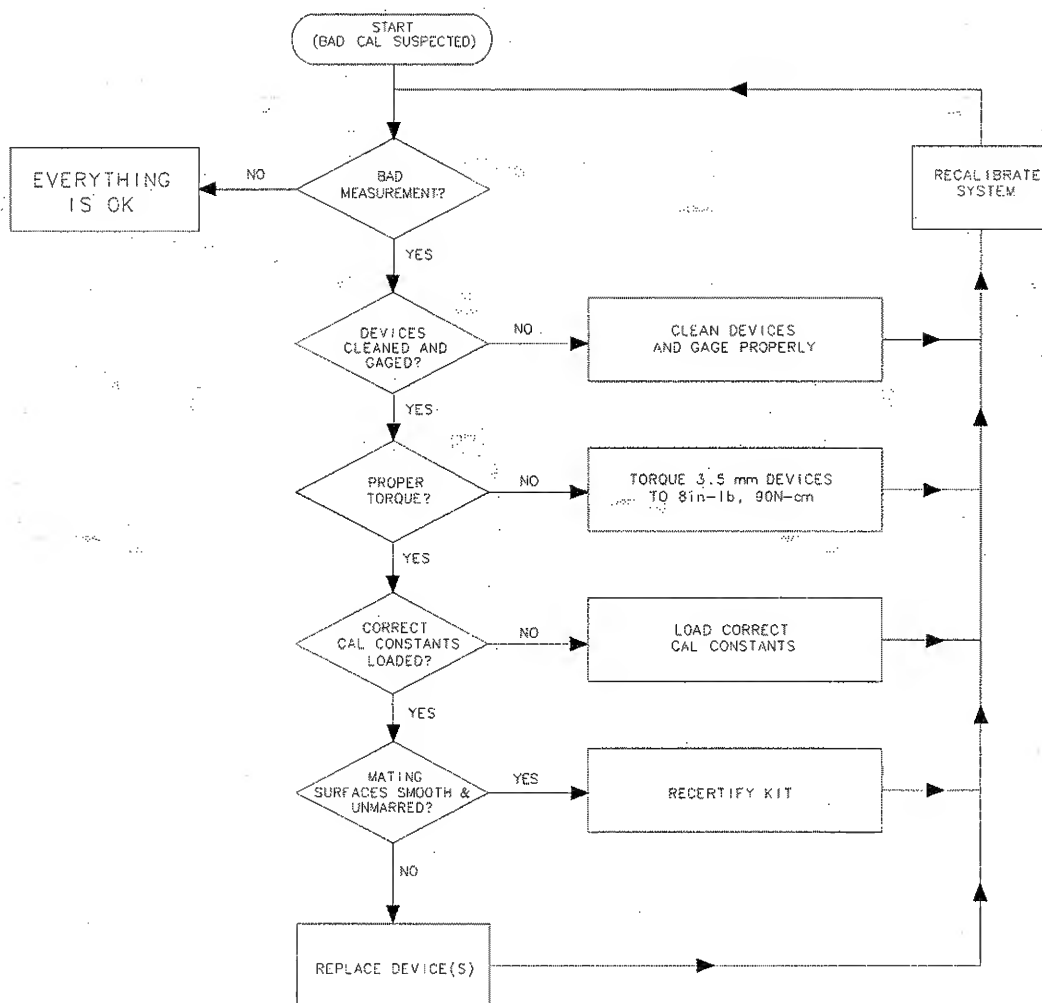 START
(BAD CAL SUSPECTED)
BAD
MEASUREMENT?
NO
EVERYTHING
IS OK
RECALIBRATE
SYSTEM
YES
DEVICES
CLEANED AND
GAGED?
NO
CLEAN DEVICES
AND GAGE PROPERLY
YES
PROPER
TORQUE?
NO
TORQUE 3.5 mm DEVICES
TO 8in-lb, 90N-cm
YES
CORRECT
CAL CONSTANTS
LOADED?
NO
LOAD CORRECT
CAL CONSTANTS
YES
MATING
SURFACES SMOOTH &
UNMARRED?
YES
RECERTIFY KIT
NO
REPLACE DEVICE(S)